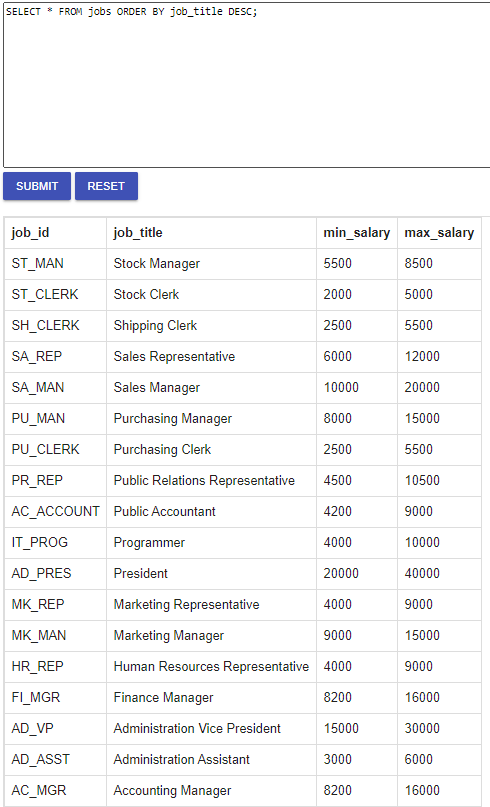 SELECT * FROM jobs ORDER BY job_title DESC;
SUBMIT RESET
job_id job_title min_salary max_salary
ST_MAN Stock Manager 5500 8500
ST_CLERK Stock Clerk 2000 5000
SH_CLERK Shipping Clerk 2500 5500
SA_REP Sales Representative 6000 12000
SA_MAN Sales Manager 10000 20000
PU_MAN Purchasing Manager 8000 15000
PU_CLERK Purchasing Clerk 2500 5500
PR_REP Public Relations Representative 4500 10500
AC_ACCOUNT Public Accountant 4200 9000
IT_PROG Programmer 4000 10000
AD_PRES President 20000 40000
MK_REP Marketing Representative 4000 9000
MK_MAN Marketing Manager 9000 15000
HR_REP Human Resources Representative 4000 9000
FI_MGR Finance Manager 8200 16000
AD_VP Administration Vice President 15000 30000
AD_ASST Administration Assistant 3000 6000
AC_MGR Accounting Manager 8200 16000